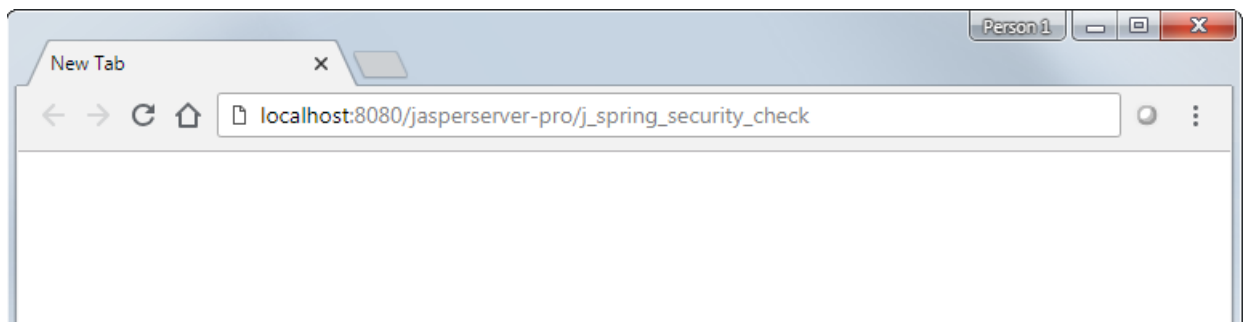 Person 1
New Tab
localhost:8080/jasperserver-pro/j_spring_security_check